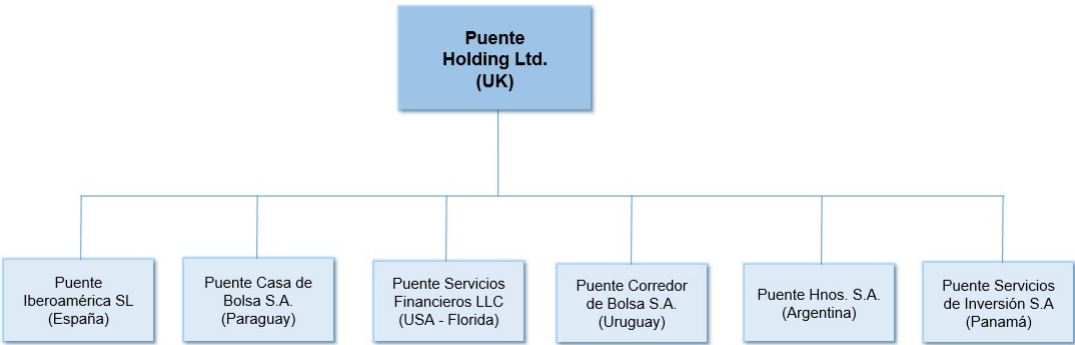 Puente
Holding Ltd.
(UK)
Puente
Iberoamérica SL
(España)
Puente Casa de
Bolsa S.A.
(Paraguay)
Puente Servicios
Financieros LLC
(USA - Florida)
Puente Corredor
de Bolsa S.A.
(Uruguay)
Puente Hnos. S.A.
(Argentina)
Puente Servicios
de Inversión S.A
(Panamá)